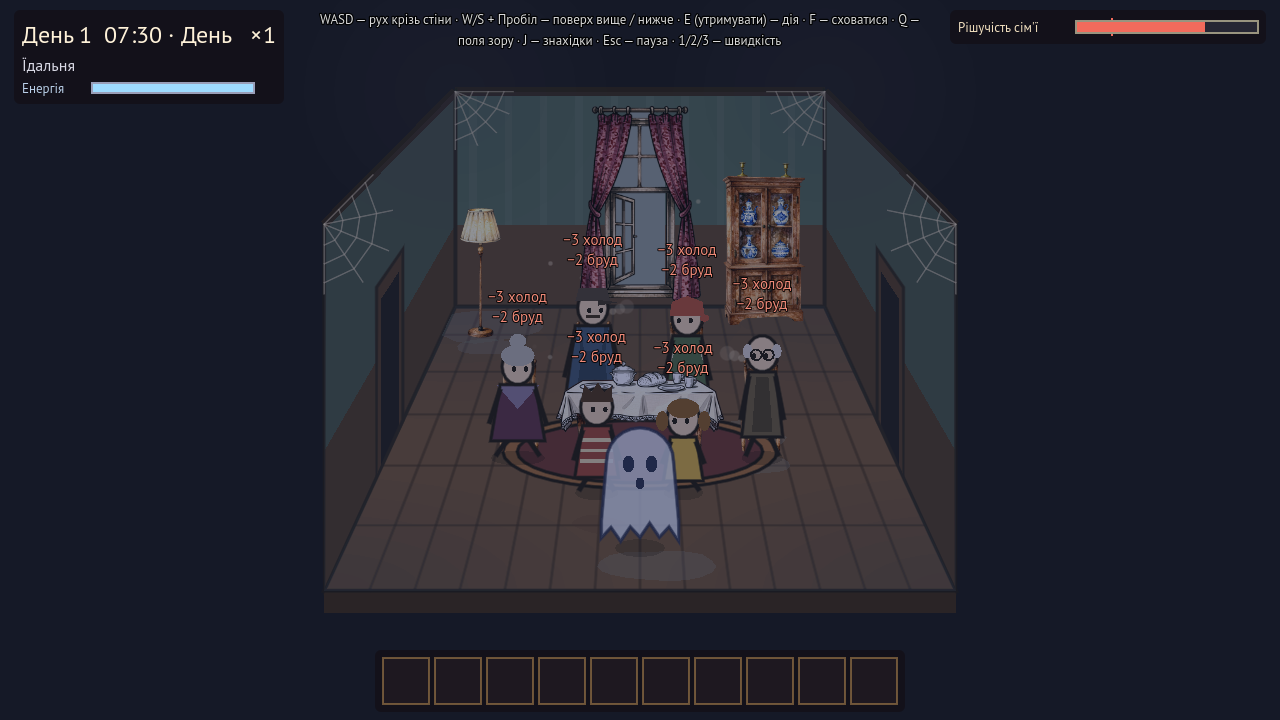 День 1 07:30 · День ×1
Їдальня
Енергія
WASD — рух крізь стіни · W/S + Пробіл — поверх вище / нижче · E (утримувати) — дія · F — сховатися · Q —
поля зору · J — знахідки · Esc — пауза · 1/2/3 — швидкість
Рішучість сім'ї
−3 холод
−2 бруд
−3 холод
−2 бруд
−3 холод
−2 бруд
−3 холод
−2 бруд
−3 холод
−2 бруд
−3 холод
−2 бруд